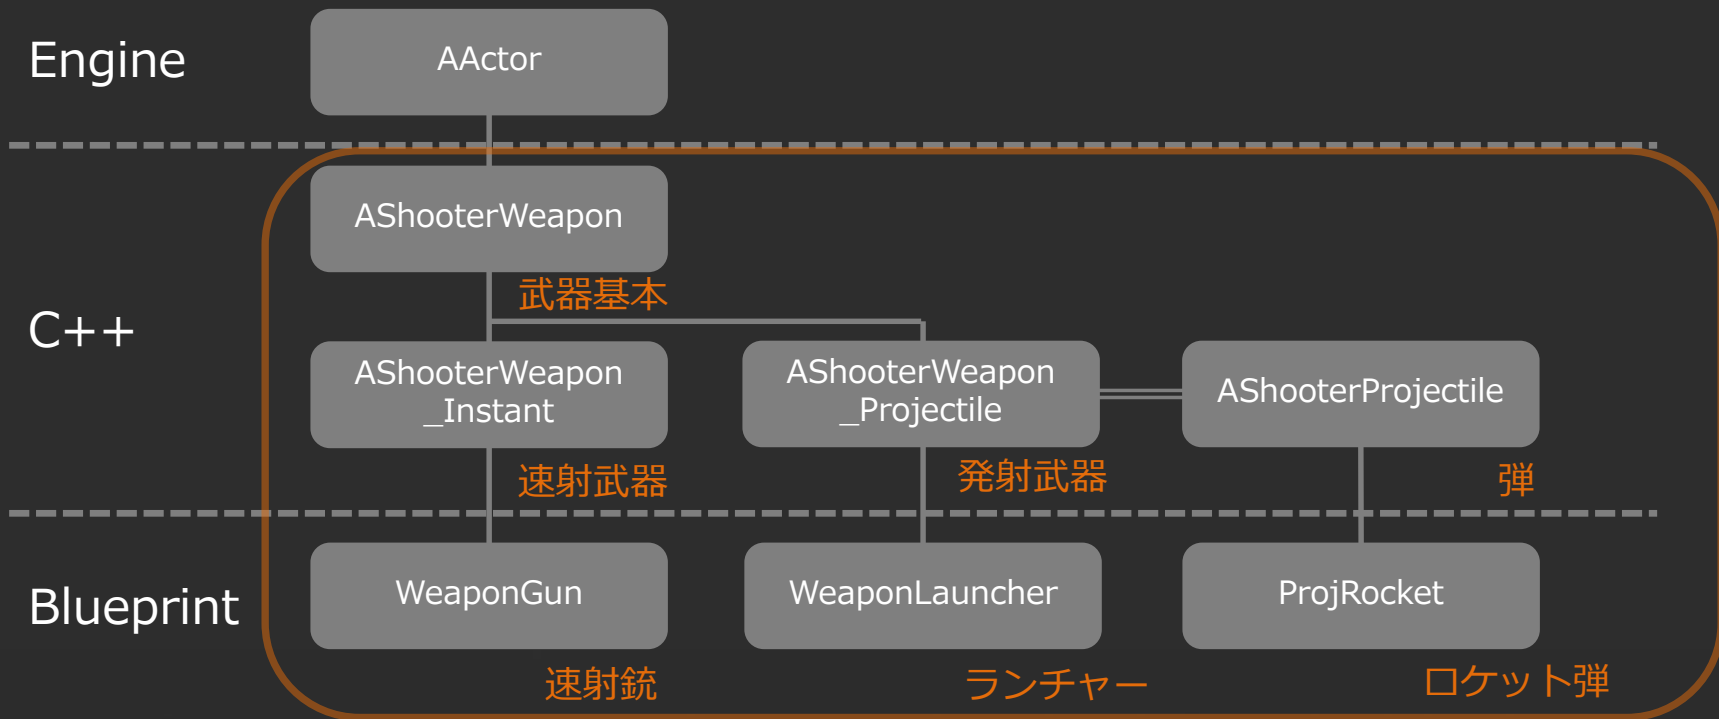 Engine
AActor
C++
AShooterWeapon
武器基本
AShooterWeapon
_Instant
AShooterWeapon
_Projectile
AShooterProjectile
速射武器
発射武器
弾
Blueprint
WeaponGun
WeaponLauncher
ProjRocket
速射銃
ランチャー
ロケット弾